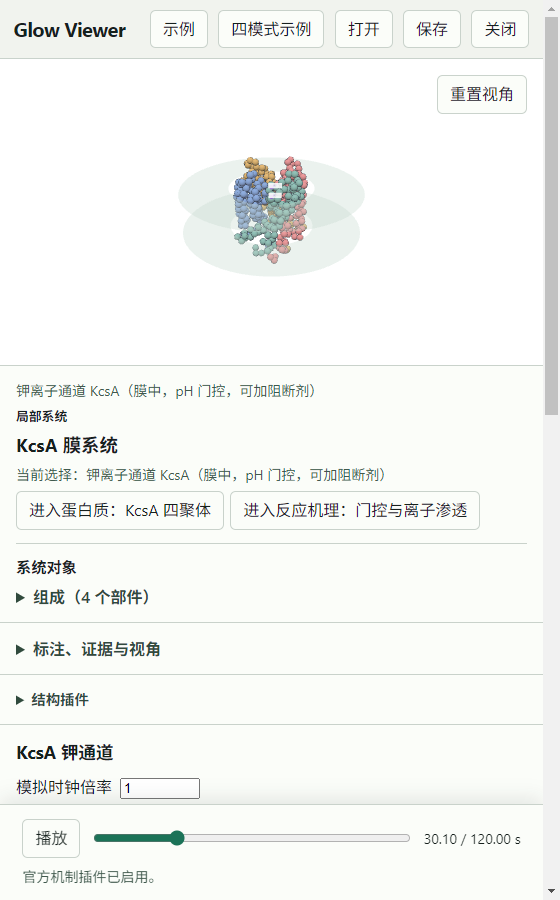 Glow Viewer 示例 四模式示例 打开 保存 关闭
重置视角
钾离子通道 KcsA（膜中，pH 门控，可加阻断剂）
局部系统
KcsA 膜系统
当前选择：钾离子通道 KcsA（膜中，pH 门控，可加阻断剂）
进入蛋白质：KcsA 四聚体 进入反应机理：门控与离子渗透
系统对象
组成（4 个部件）
标注、证据与视角
结构插件
KcsA 钾通道
模拟时钟倍率 1
播放 30.10 / 120.00 s
官方机制插件已启用。